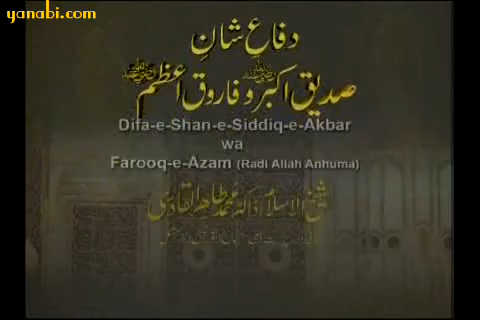 yanabi.com
دفاعِ شانِ
صدیق اکبرؓ و فاروق اعظمؓ
Difa-e-Shan-e-Siddiq-e-Akbar
wa
Farooq-e-Azam (Radi Allah Anhuma)
شیخ الاسلام ڈاکٹر محمد طاہر القادری